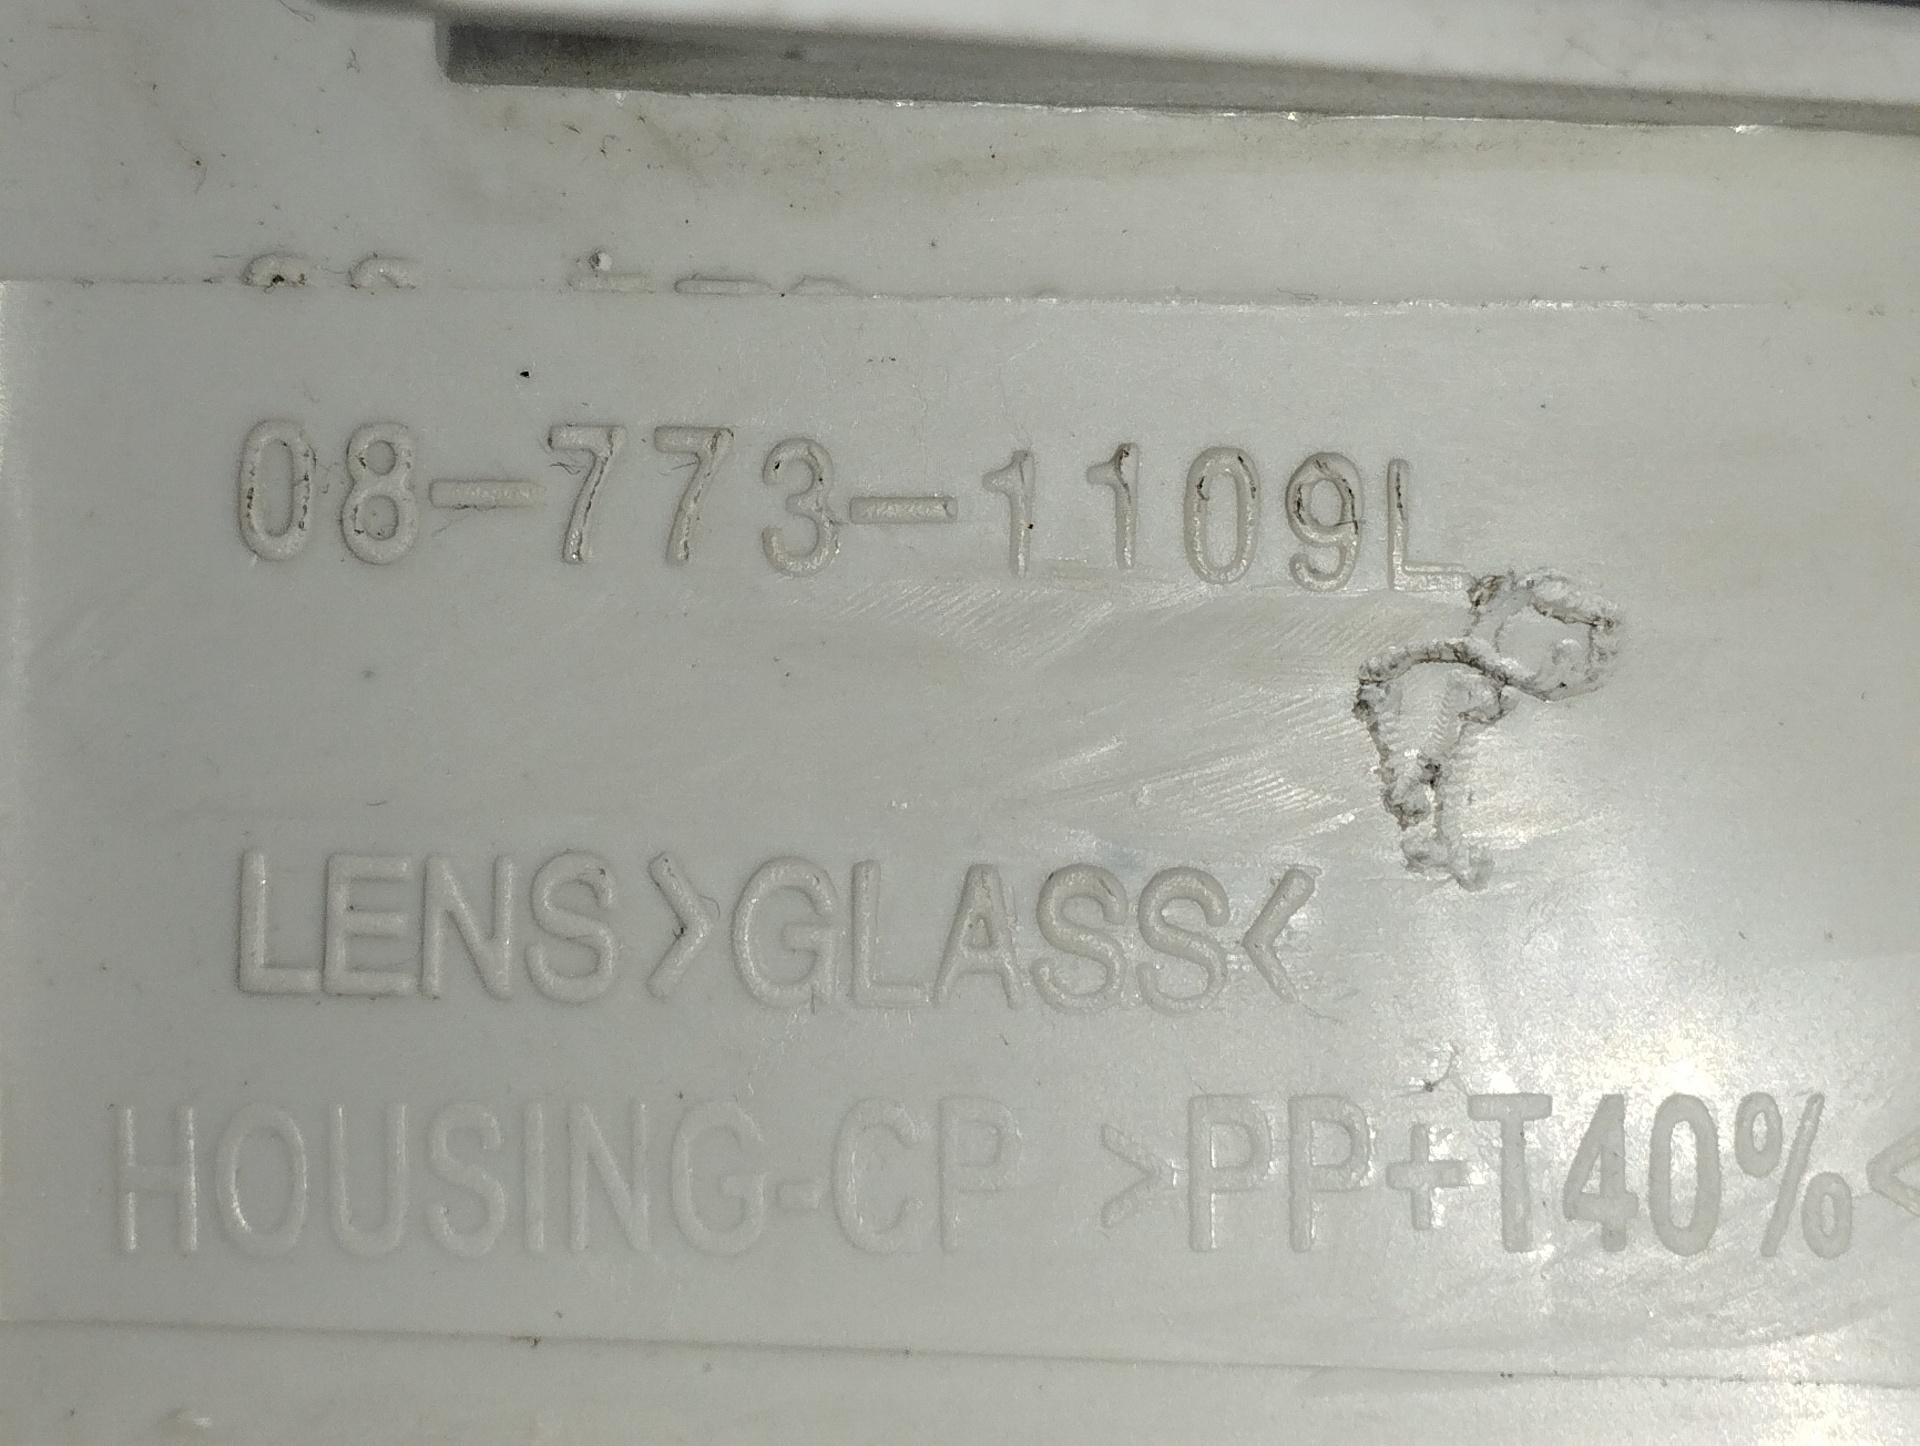 08-773-1109L
LENS>GLASS<
HOUSING-CP >PP+T40%<